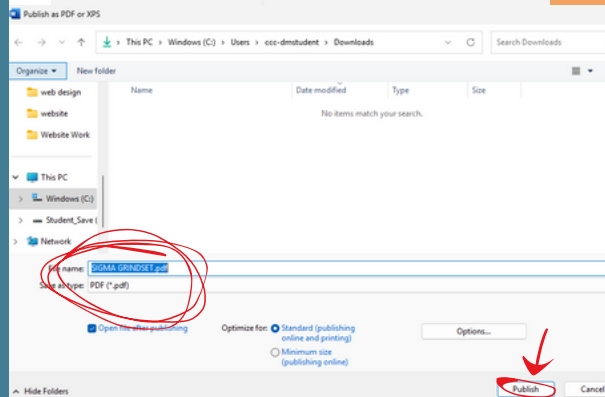 Publish as PDF or XPS
This PC > Windows (C:) > Users > ccc-dmstudent > Downloads
Search Downloads
Organize
New folder
Name Date modified Type Size
No items match your search.
web design
website
Website Work
This PC
Windows (C:)
Student_Save (
Network
File name: SIGMA GRINDSET.pdf
Save as type: PDF (*.pdf)
Open file after publishing
Optimize for: Standard (publishing
online and printing)
Minimum size
(publishing online)
Options...
Hide Folders
Publish
Cancel